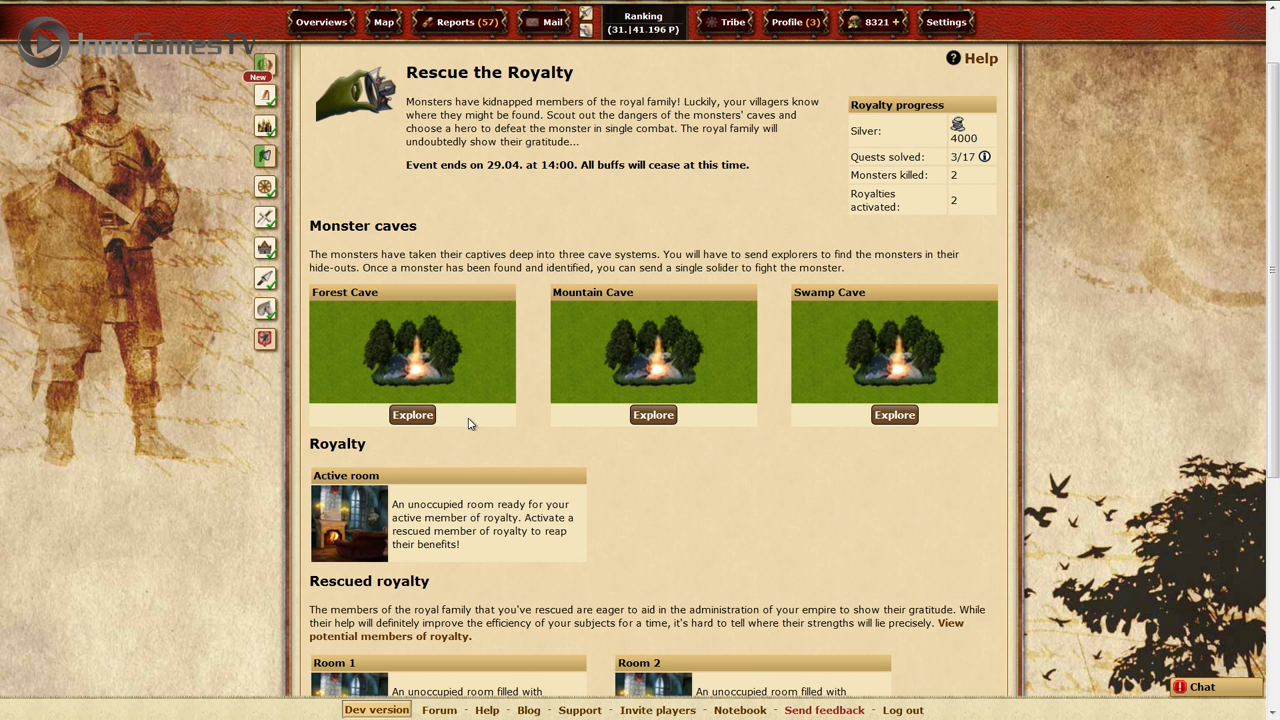 Overviews
Map
Reports (57)
Mail
Ranking
(31.|41.196 P)
Tribe
Profile (3)
8321
Settings
InnoGamesTV
New
Help
Rescue the Royalty
Monsters have kidnapped members of the royal family! Luckily, your villagers know
where they might be found. Scout out the dangers of the monsters' caves and
choose a hero to defeat the monster in single combat. The royal family will
undoubtedly show their gratitude...
Event ends on 29.04. at 14:00. All buffs will cease at this time.
Royalty progress
Silver:
4000
Quests solved:
3/17
Monsters killed:
2
Royalties
activated:
2
Monster caves
The monsters have taken their captives deep into three cave systems. You will have to send explorers to find the monsters in their
hide-outs. Once a monster has been found and identified, you can send a single solider to fight the monster.
Forest Cave
Mountain Cave
Swamp Cave
Explore
Explore
Explore
Royalty
Active room
An unoccupied room ready for your
active member of royalty. Activate a
rescued member of royalty to reap
their benefits!
Rescued royalty
The members of the royal family that you've rescued are eager to aid in the administration of your empire to show their gratitude. While
their help will definitely improve the efficiency of your subjects for a time, it's hard to tell where their strengths will lie precisely. View
potential members of royalty.
Room 1
Room 2
An unoccupied room filled with
An unoccupied room filled with
Chat
Dev version
Forum - Help - Blog - Support - Invite players - Notebook - Send feedback - Log out